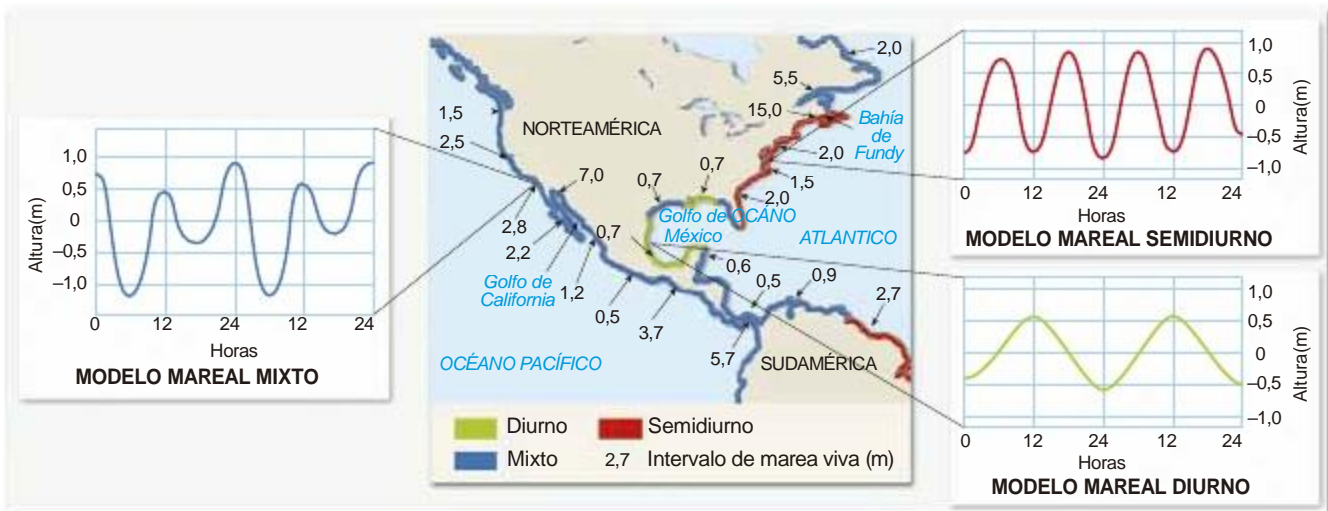 1,0
0,5
0
–0,5
–1,0
Altura(m)
0
12
24
12
24
Horas
MODELO MAREAL MIXTO
2,0
5,5
15,0
Bahía
de
Fundy
1,5
2,5
NORTEAMÉRICA
2,0
1,5
2,0
7,0
0,7
0,7
Golfo de OCÁNO
México
ATLANTICO
2,8
2,2
0,7
0,6
Golfo de
California
1,2
0,5
3,7
0,5
0,9
2,7
5,7
OCÉANO PACÍFICO
SUDAMÉRICA
Diurno
Semidiurno
Mixto
2,7 Intervalo de marea viva (m)
1,0
0,5
0
–0,5
–1,0
Altura(m)
0
12
24
12
24
Horas
MODELO MAREAL SEMIDIURNO
1,0
0,5
0
–0,5
–1,0
Altura(m)
0
12
24
12
24
Horas
MODELO MAREAL DIURNO